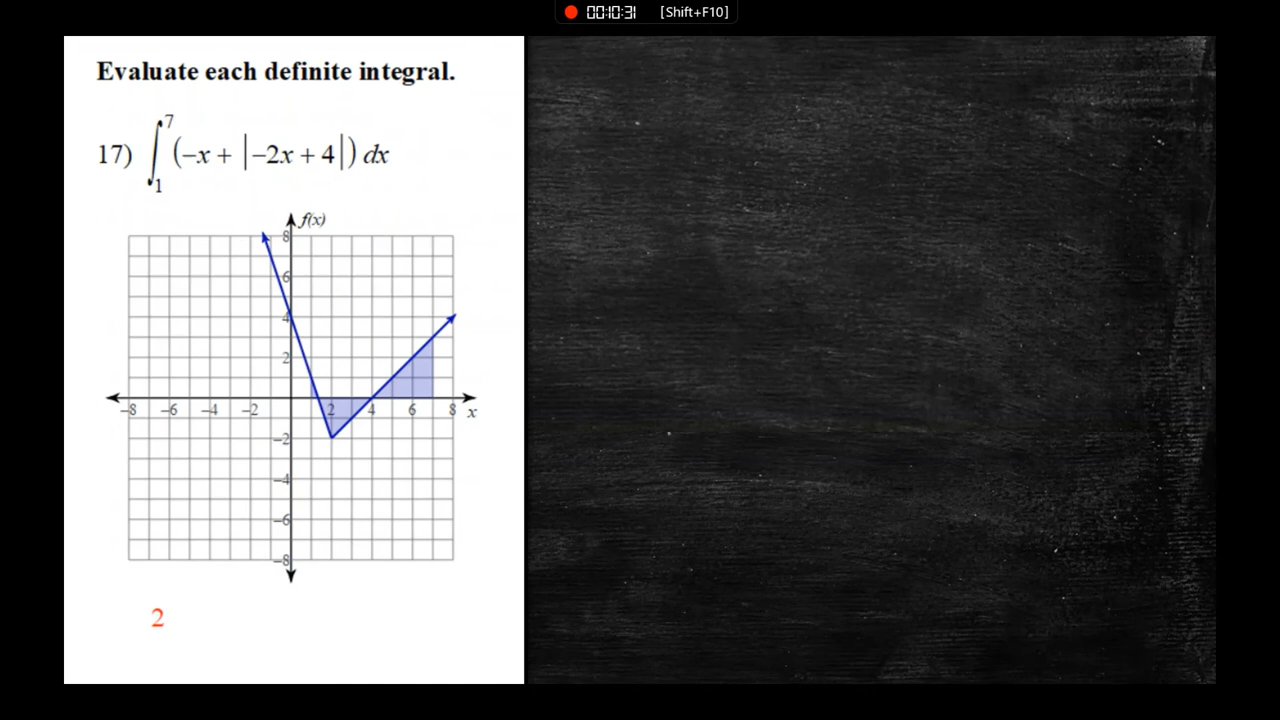 00:10:31 [Shift+F10]
Evaluate each definite integral.
17) ∫₁⁷ (−x + |−2x + 4|) dx
f(x)
8
6
4
2
−8 −6 −4 −2 2 4 6 8 x
−2
−4
−6
−8
2